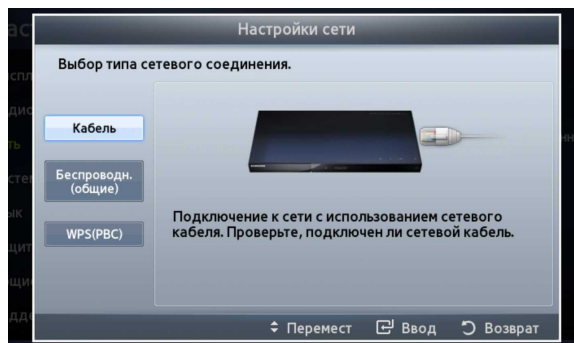 Настройки сети
Выбор типа сетевого соединения.
Кабель
Беспроводн.
(общие)
WPS(PBC)
Подключение к сети с использованием сетевого
кабеля. Проверьте, подключен ли сетевой кабель.
Перемест Ввод Возврат